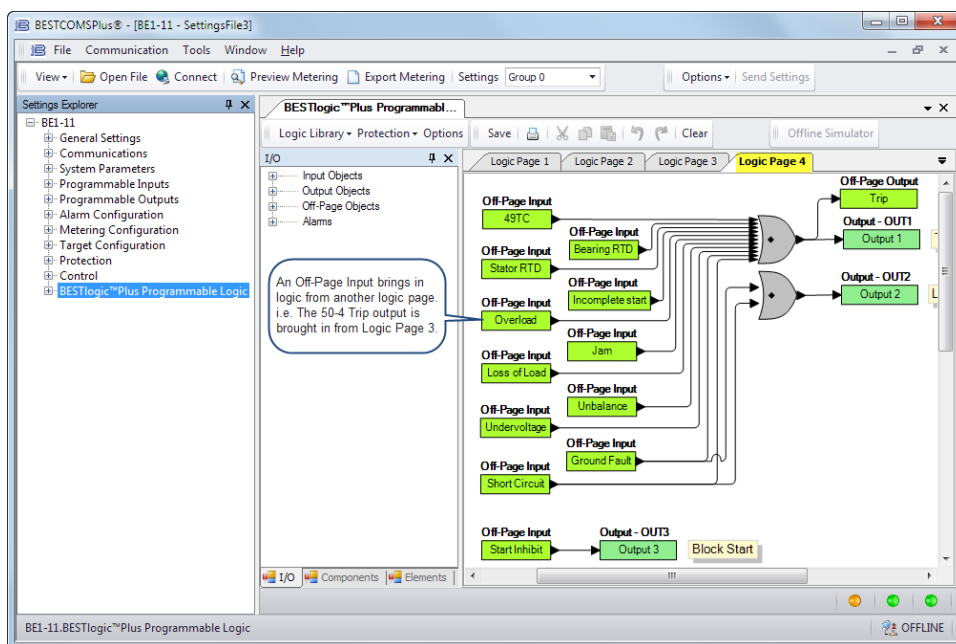 BESTCOMSPlus® - [BE1-11 - SettingsFile3]
File Communication Tools Window Help
View Open File Connect Preview Metering Export Metering Settings Group 0 Options Send Settings
Settings Explorer
BE1-11
General Settings
Communications
System Parameters
Programmable Inputs
Programmable Outputs
Alarm Configuration
Metering Configuration
Target Configuration
Protection
Control
BESTlogic™Plus Programmable Logic
BESTlogic™Plus Programmabl...
Logic Library Protection Options Save Clear Offline Simulator
I/O
Input Objects
Output Objects
Off-Page Objects
Alarms
An Off-Page Input brings in
logic from another logic page.
i.e. The 50-4 Trip output is
brought in from Logic Page 3.
I/O Components Elements
Logic Page 1 Logic Page 2 Logic Page 3 Logic Page 4
Off-Page Output
Trip
Off-Page Input
49TC
Output - OUT1
Output 1
Off-Page Input
Bearing RTD
Off-Page Input
Stator RTD
Output - OUT2
Output 2
L
Off-Page Input
Incomplete start
Off-Page Input
Overload
Off-Page Input
Jam
Off-Page Input
Loss of Load
Off-Page Input
Unbalance
Off-Page Input
Undervoltage
Off-Page Input
Ground Fault
Off-Page Input
Short Circuit
Off-Page Input
Start Inhibit
Output - OUT3
Output 3
Block Start
BE1-11.BESTlogic™Plus Programmable Logic
OFFLINE